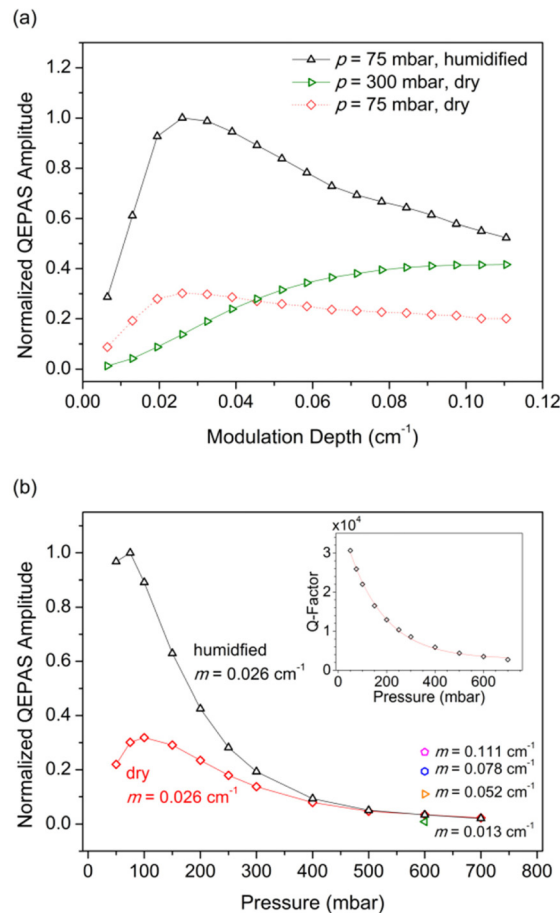 (a)
p = 75 mbar, humidified
p = 300 mbar, dry
p = 75 mbar, dry
1.2
1.0
0.8
0.6
0.4
0.2
0.0
Normalized QEPAS Amplitude
0.00 0.02 0.04 0.06 0.08 0.10 0.12
Modulation Depth (cm⁻¹)
(b)
1.0
0.8
0.6
0.4
0.2
0.0
Normalized QEPAS Amplitude
x10⁴
3
2
1
0
Q-Factor
0 200 400 600
Pressure (mbar)
humidfied
m = 0.026 cm⁻¹
dry
m = 0.026 cm⁻¹
m = 0.111 cm⁻¹
m = 0.078 cm⁻¹
m = 0.052 cm⁻¹
m = 0.013 cm⁻¹
0 100 200 300 400 500 600 700 800
Pressure (mbar)